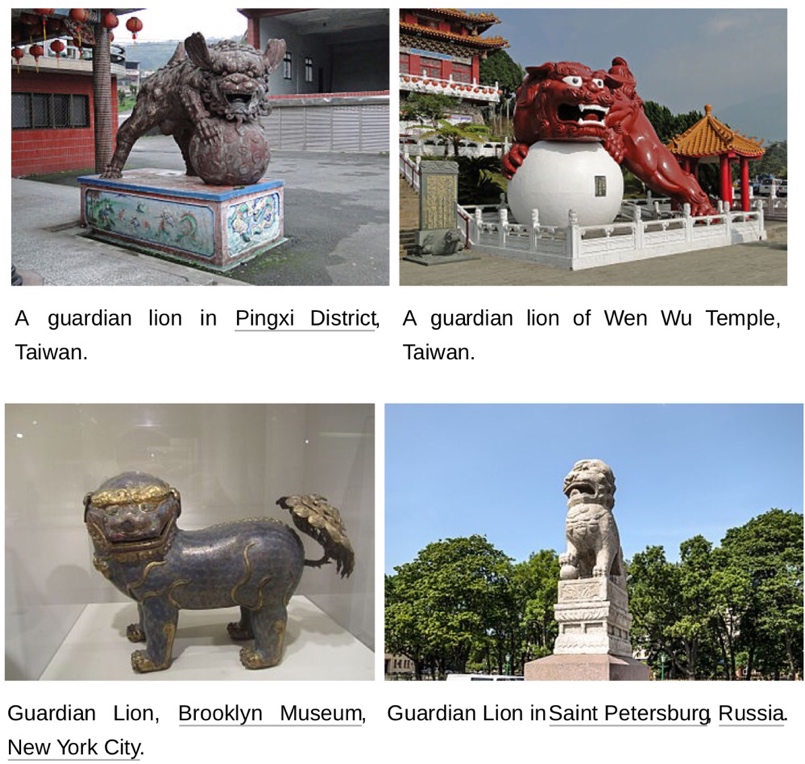 A guardian lion in Pingxi District,
Taiwan.
A guardian lion of Wen Wu Temple,
Taiwan.
Guardian Lion, Brooklyn Museum,
New York City.
Guardian Lion in Saint Petersburg, Russia.